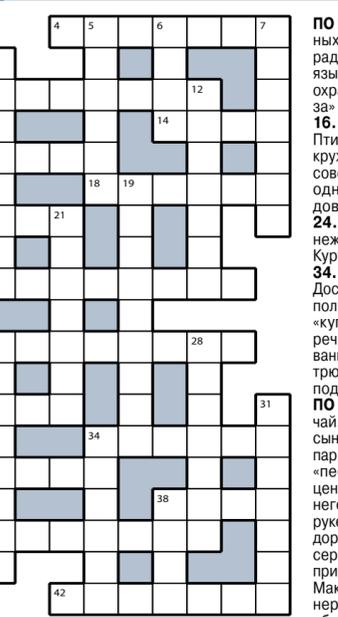 4 5 6 7
12
14
18 19
21
28
31
34
38
42
ПО
ных
рад
язы
охра
за»
16.
Пти
круж
сове
одн
дов
24.
неж
Кур
34.
Дос
пол
«куп
реч
ван
трю
под
ПО
чай
сын
пар
«пе
цен
него
руке
дор
сер
при
Мак
нер